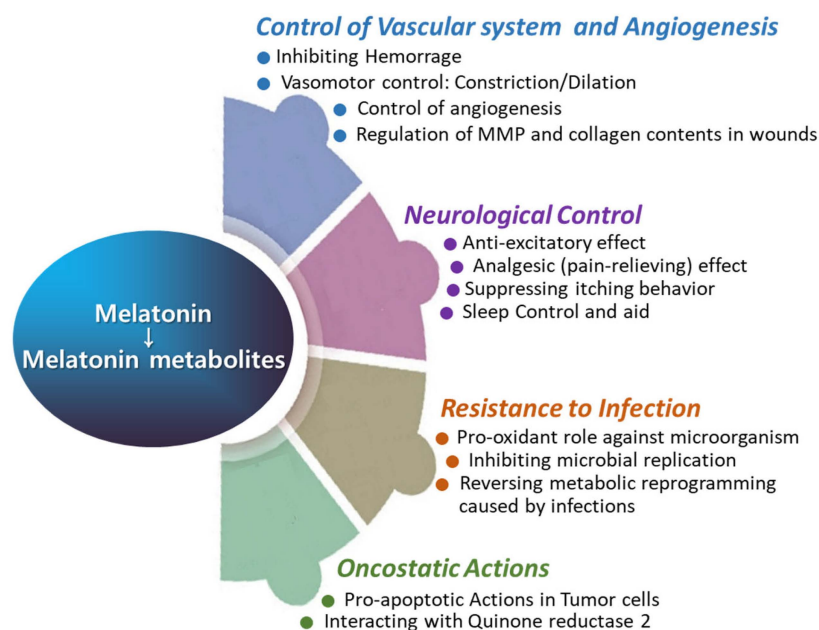 Control of Vascular system and Angiogenesis
● Inhibiting Hemorrage
● Vasomotor control: Constriction/Dilation
● Control of angiogenesis
● Regulation of MMP and collagen contents in wounds
Neurological Control
● Anti-excitatory effect
● Analgesic (pain-relieving) effect
● Suppressing itching behavior
● Sleep Control and aid
Melatonin
↓
Melatonin metabolites
Resistance to Infection
● Pro-oxidant role against microorganism
● Inhibiting microbial replication
● Reversing metabolic reprogramming
caused by infections
Oncostatic Actions
● Pro-apoptotic Actions in Tumor cells
● Interacting with Quinone reductase 2